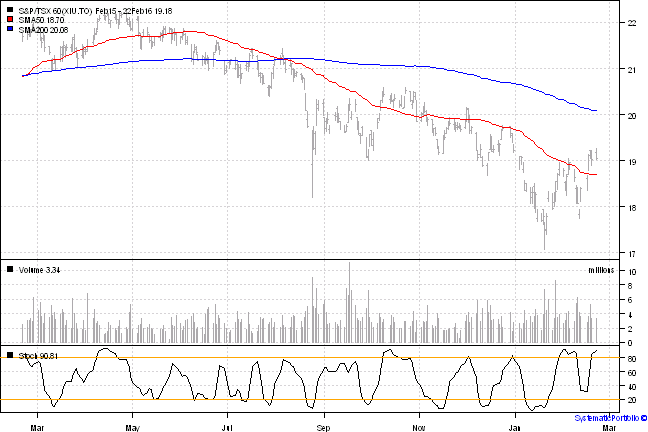 S&P/TSX 60(XIU.TO) Feb15 - 22Feb16 19.18
SMA50 18.70
SMA200 20.08
22
21
20
19
18
17
Volume 3.34
millions
10
8
6
4
2
0
Stoch 90.81
80
60
40
20
Mar May Jul Sep Nov Jan Mar
SystematicPortfolio ©